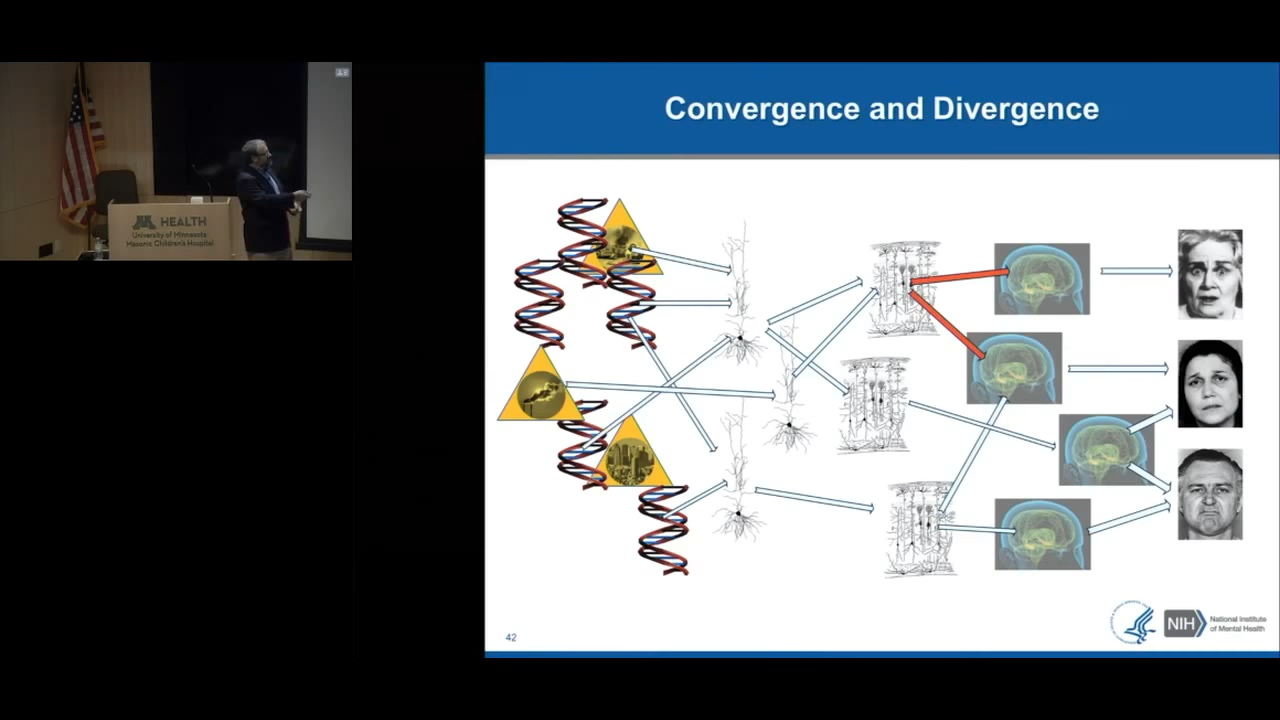 Convergence and Divergence
HEALTH
University of Minnesota
Masonic Children's Hospital
42
NIH
National Institute
of Mental Health